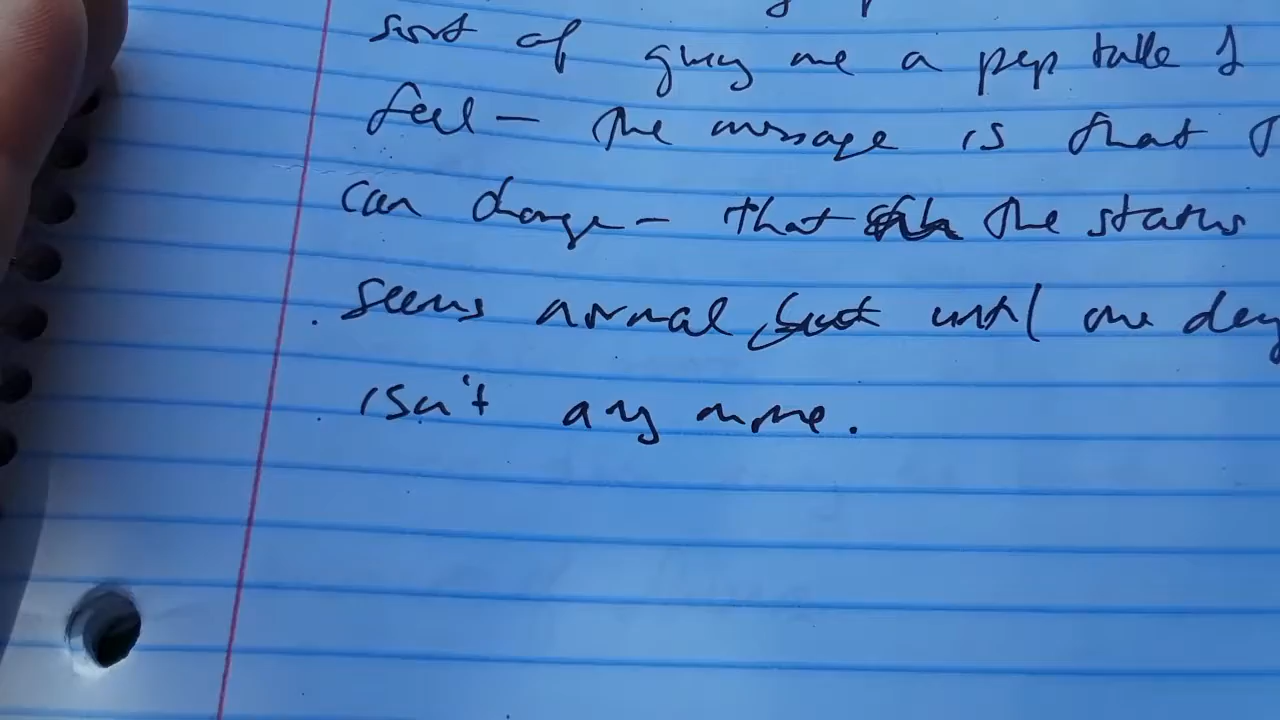 sort of giving me a pep talk I
feel — the message is that
can change — that the status
seems normal until one day
isn't any more.